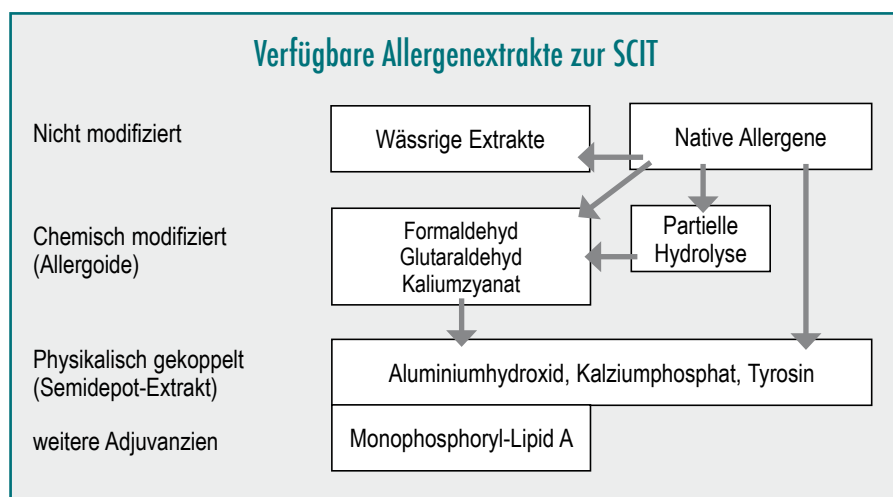 Verfügbare Allergenextrakte zur SCIT
Nicht modifiziert
Wässrige Extrakte
Native Allergene
Chemisch modifiziert
(Allergoide)
Formaldehyd
Glutaraldehyd
Kaliumzyanat
Partielle
Hydrolyse
Physikalisch gekoppelt
(Semidepot-Extrakt)
Aluminiumhydroxid, Kalziumphosphat, Tyrosin
weitere Adjuvanzien
Monophosphoryl-Lipid A